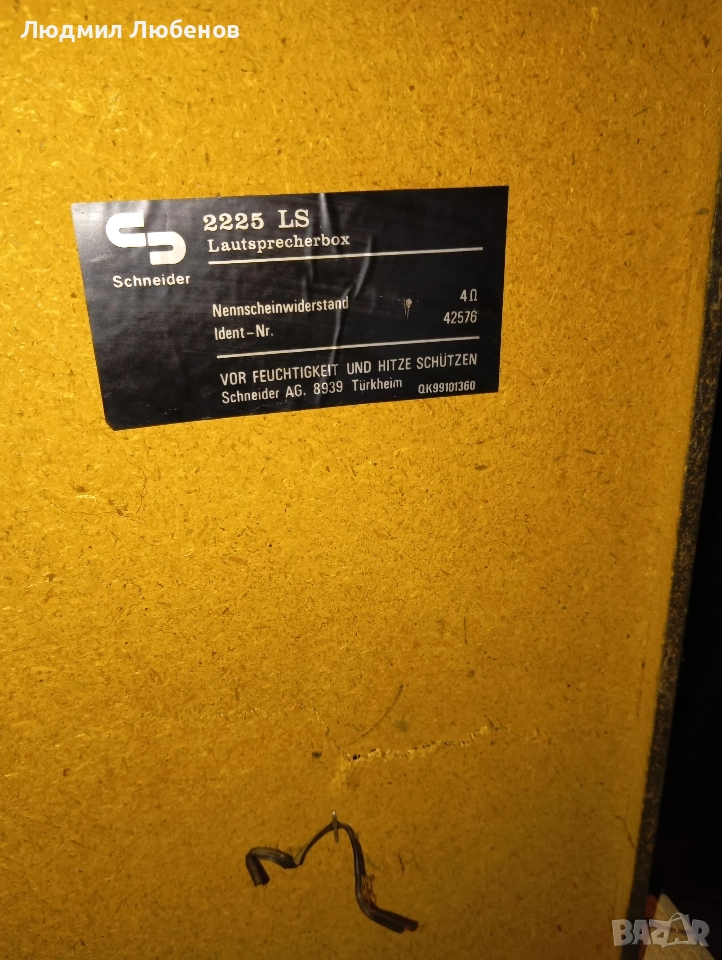 Людмил Любенов
2225 LS
Lautsprecherbox
Schneider
Nennscheinwiderstand 4Ω
Ident-Nr. 42576
VOR FEUCHTIGKEIT UND HITZE SCHÜTZEN
Schneider AG. 8939 Türkheim QK99101360
BAZAR